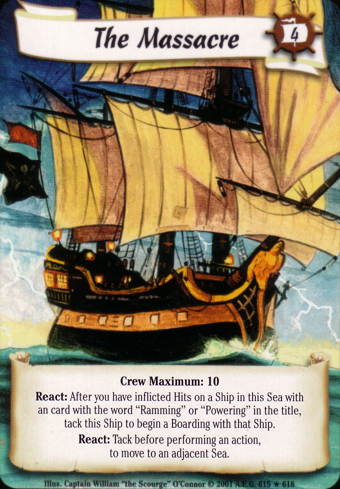 The Massacre
4
Crew Maximum: 10
React: After you have inflicted Hits on a Ship in this Sea with
an card with the word “Ramming” or “Powering” in the title,
tack this Ship to begin a Boarding with that Ship.
React: Tack before performing an action,
to move to an adjacent Sea.
Illus. Captain William "the Scourge" O'Connor © 2001 A.E.G. 615 ★ 618